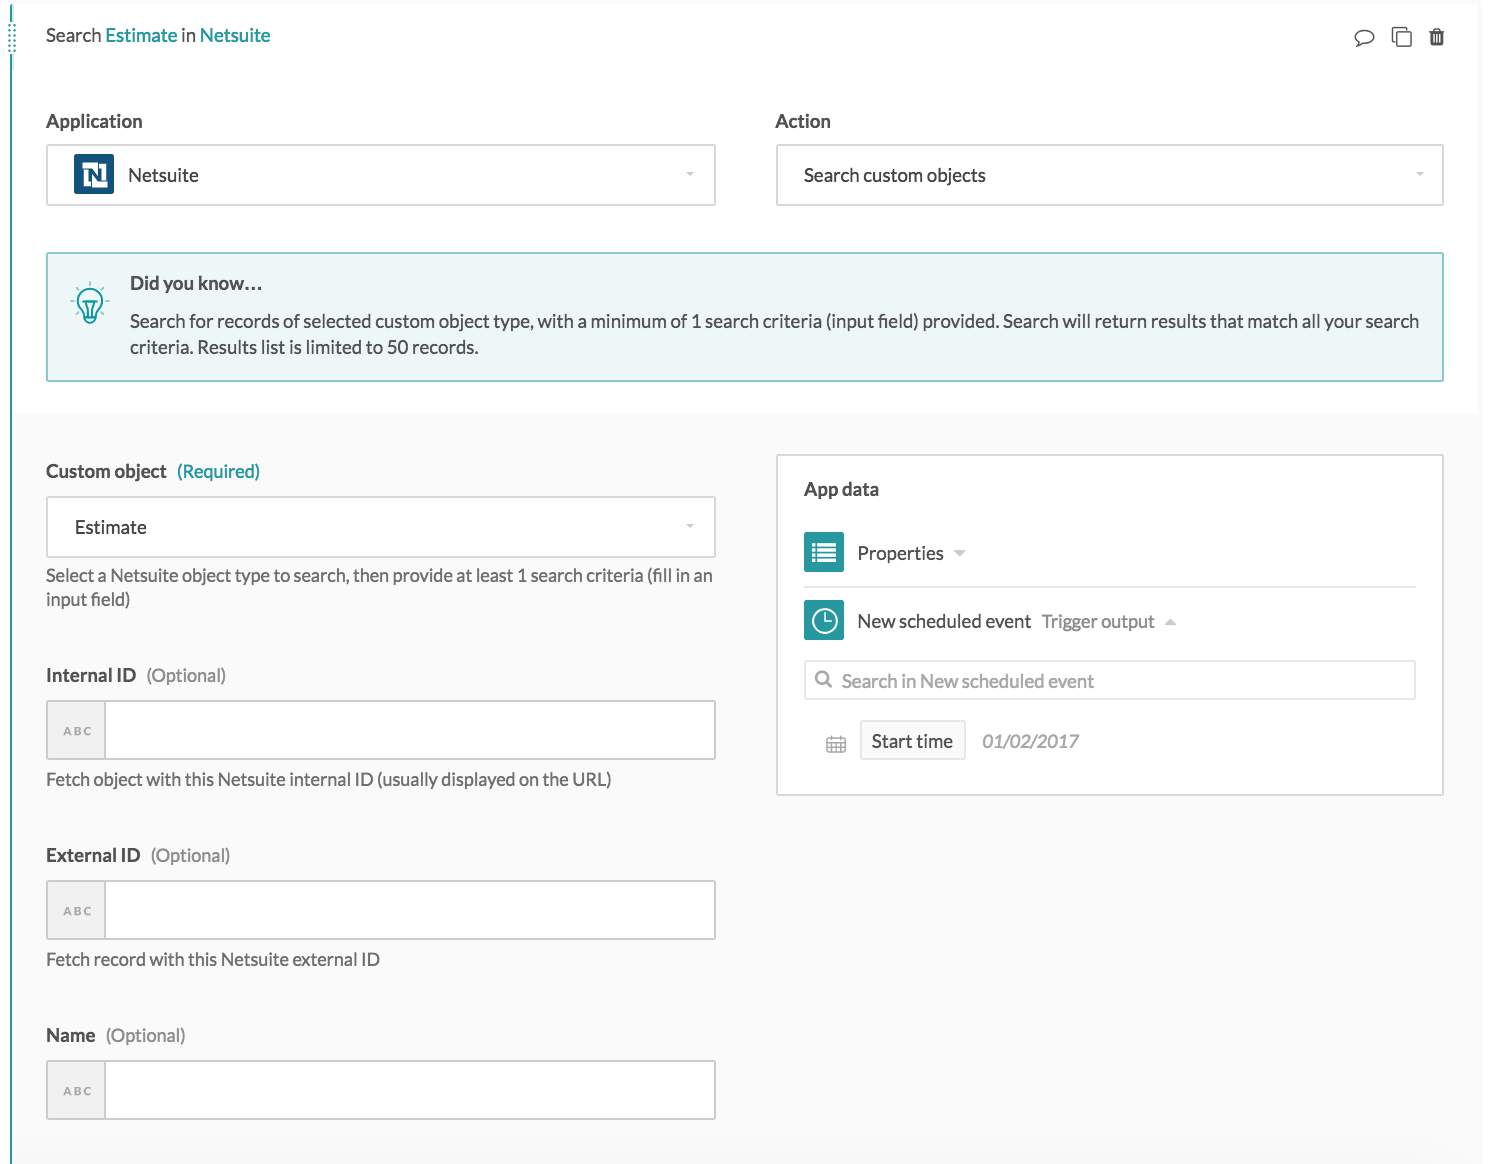 Search Estimate in Netsuite
Application
Netsuite
Action
Search custom objects
Did you know...
Search for records of selected custom object type, with a minimum of 1 search criteria (input field) provided. Search will return results that match all your search
criteria. Results list is limited to 50 records.
Custom object (Required)
Estimate
Select a Netsuite object type to search, then provide at least 1 search criteria (fill in an
input field)
Internal ID (Optional)
ABC
Fetch object with this Netsuite internal ID (usually displayed on the URL)
External ID (Optional)
ABC
Fetch record with this Netsuite external ID
Name (Optional)
ABC
App data
Properties
New scheduled event Trigger output
Search in New scheduled event
Start time 01/02/2017